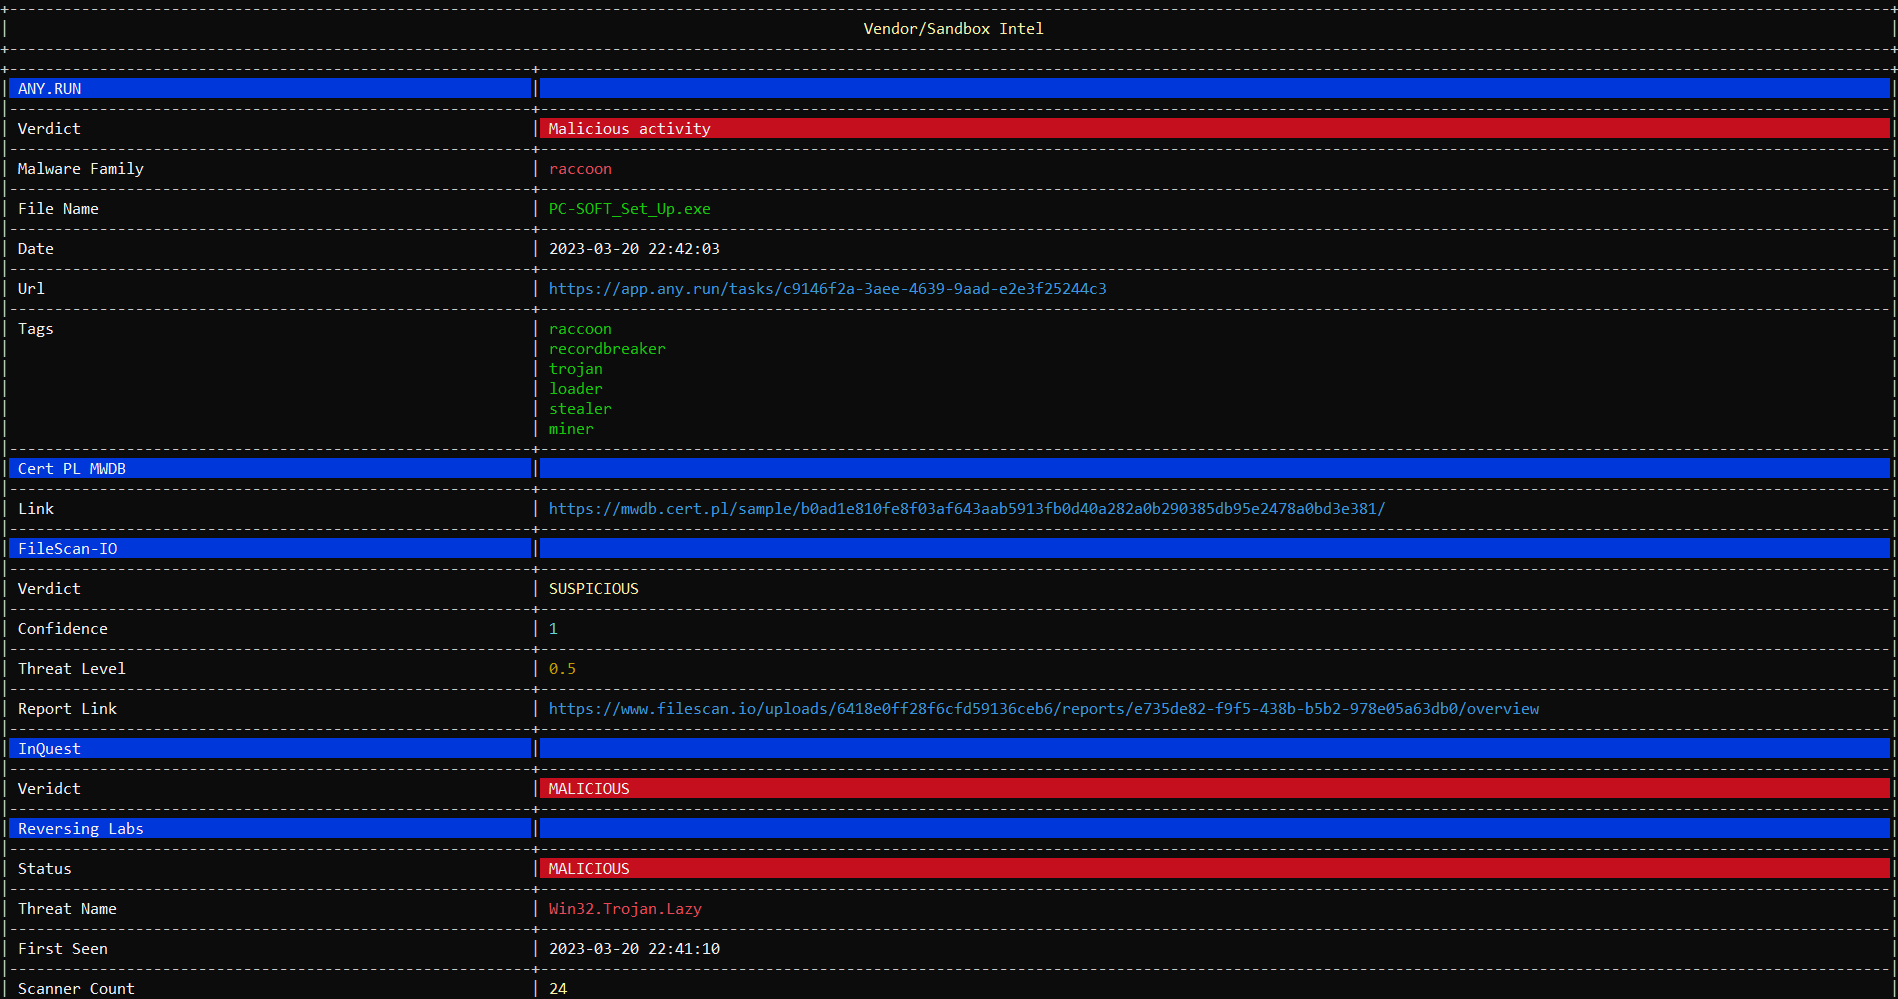 Vendor/Sandbox Intel
ANY.RUN
Verdict Malicious activity
Malware Family raccoon
File Name PC-SOFT_Set_Up.exe
Date 2023-03-20 22:42:03
Url https://app.any.run/tasks/c9146f2a-3aee-4639-9aad-e2e3f25244c3
Tags raccoon
recordbreaker
trojan
loader
stealer
miner
Cert PL MWDB
Link https://mwdb.cert.pl/sample/b0ad1e810fe8f03af643aab5913fb0d40a282a0b290385db95e2478a0bd3e381/
FileScan-IO
Verdict SUSPICIOUS
Confidence 1
Threat Level 0.5
Report Link https://www.filescan.io/uploads/6418e0ff28f6cfd59136ceb6/reports/e735de82-f9f5-438b-b5b2-978e05a63db0/overview
InQuest
Veridct MALICIOUS
Reversing Labs
Status MALICIOUS
Threat Name Win32.Trojan.Lazy
First Seen 2023-03-20 22:41:10
Scanner Count 24